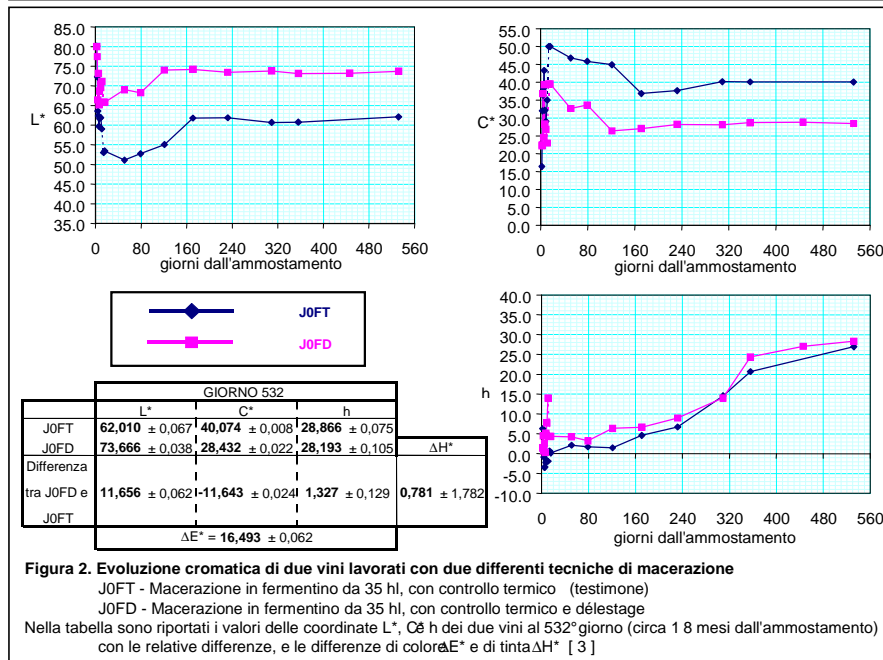 85.0
80.0
75.0
70.0
65.0
60.0
55.0
50.0
45.0
40.0
35.0
L*
0 80 160 240 320 400 480 560
giorni dall'ammostamento
55.0
50.0
45.0
40.0
35.0
30.0
25.0
20.0
15.0
10.0
5.0
0.0
C*
0 80 160 240 320 400 480 560
giorni dall'ammostamento
J0FT
J0FD
40.0
35.0
30.0
25.0
20.0
15.0
10.0
5.0
0.0
-5.0
-10.0
h
0 80 160 240 320 400 480 560
giorni dall'ammostamento
GIORNO 532
L* C* h
J0FT 62,010 ± 0,067 40,074 ± 0,008 28,866 ± 0,075
J0FD 73,666 ± 0,038 28,432 ± 0,022 28,193 ± 0,105 ΔH*
Differenza
tra J0FD e 11,656 ± 0,062 -11,643 ± 0,024 1,327 ± 0,129 0,781 ± 1,782
J0FT
ΔE* = 16,493 ± 0,062
Figura 2. Evoluzione cromatica di due vini lavorati con due differenti tecniche di macerazione
J0FT - Macerazione in fermentino da 35 hl, con controllo termico (testimone)
J0FD - Macerazione in fermentino da 35 hl, con controllo termico e délestage
Nella tabella sono riportati i valori delle coordinate L*, C* e h dei due vini al 532° giorno (circa 1 8 mesi dall'ammostamento)
con le relative differenze, e le differenze di colore ΔE* e di tinta ΔH* [ 3 ]